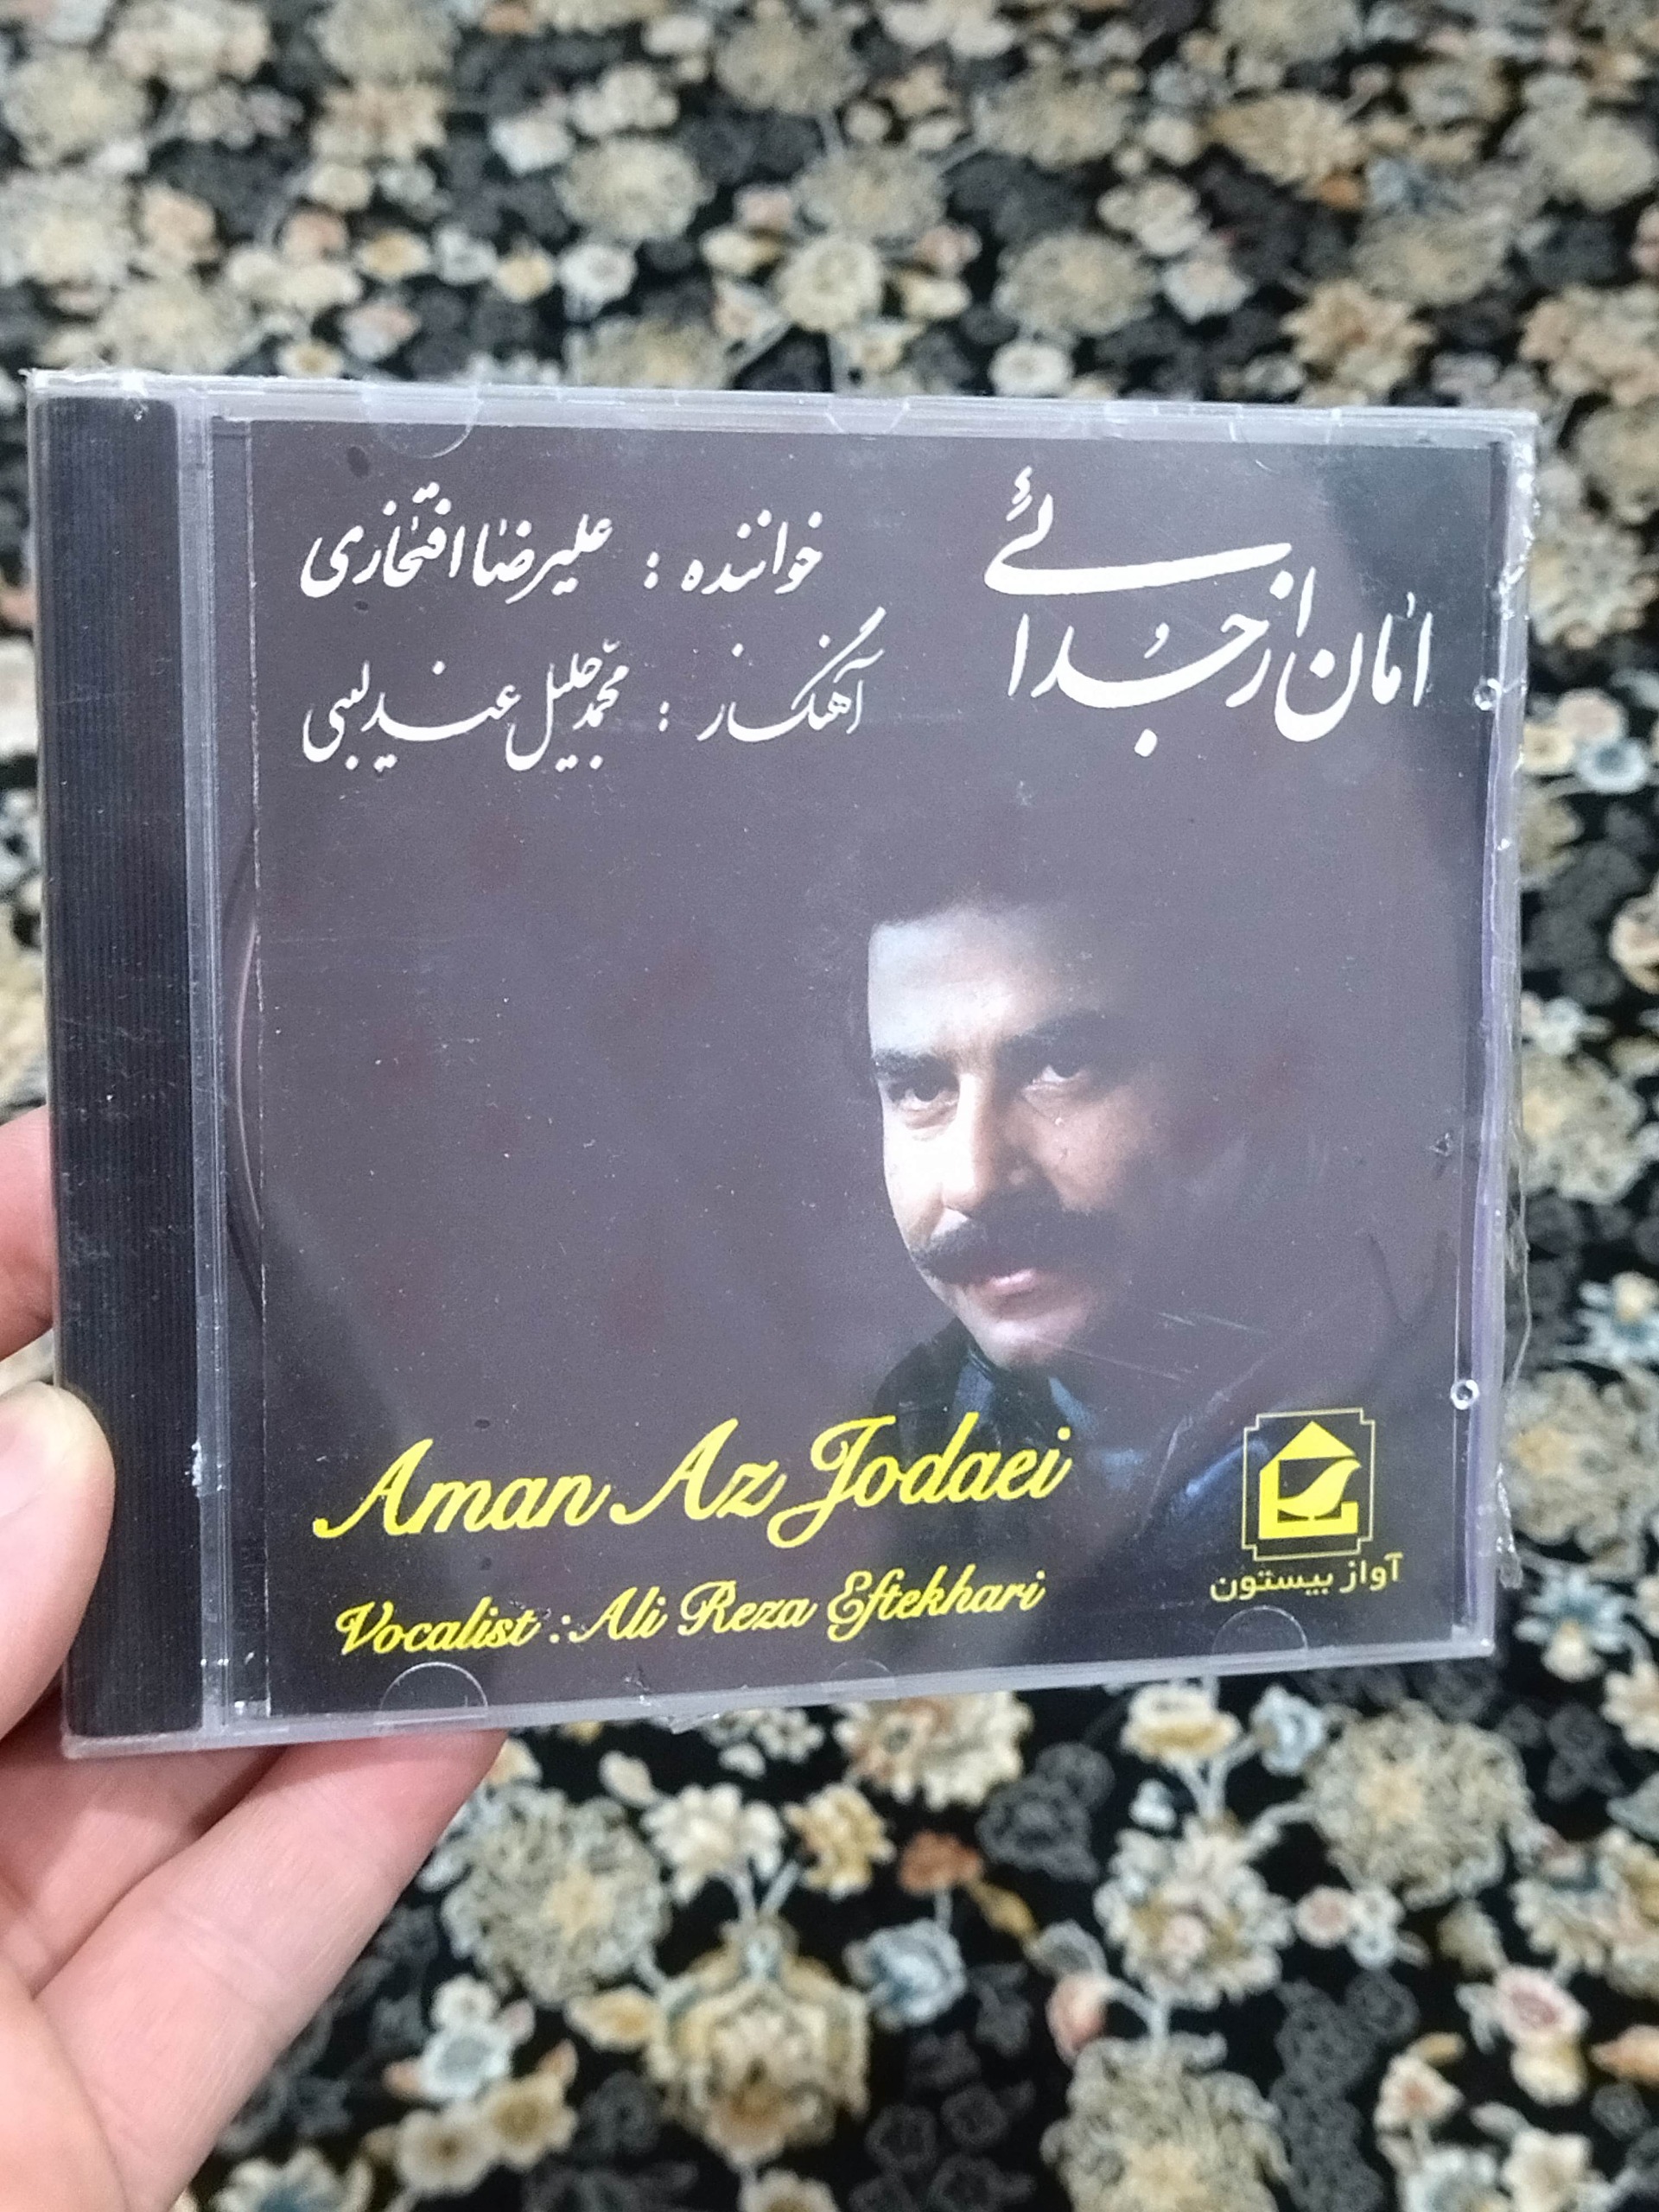 امان از جدائی
خواننده : علیرضا افتخاری
آهنگساز : محمد جلیل عندلیبی
Aman Az Jodaei
Vocalist : Ali Reza Eftekhari
آواز بیستون